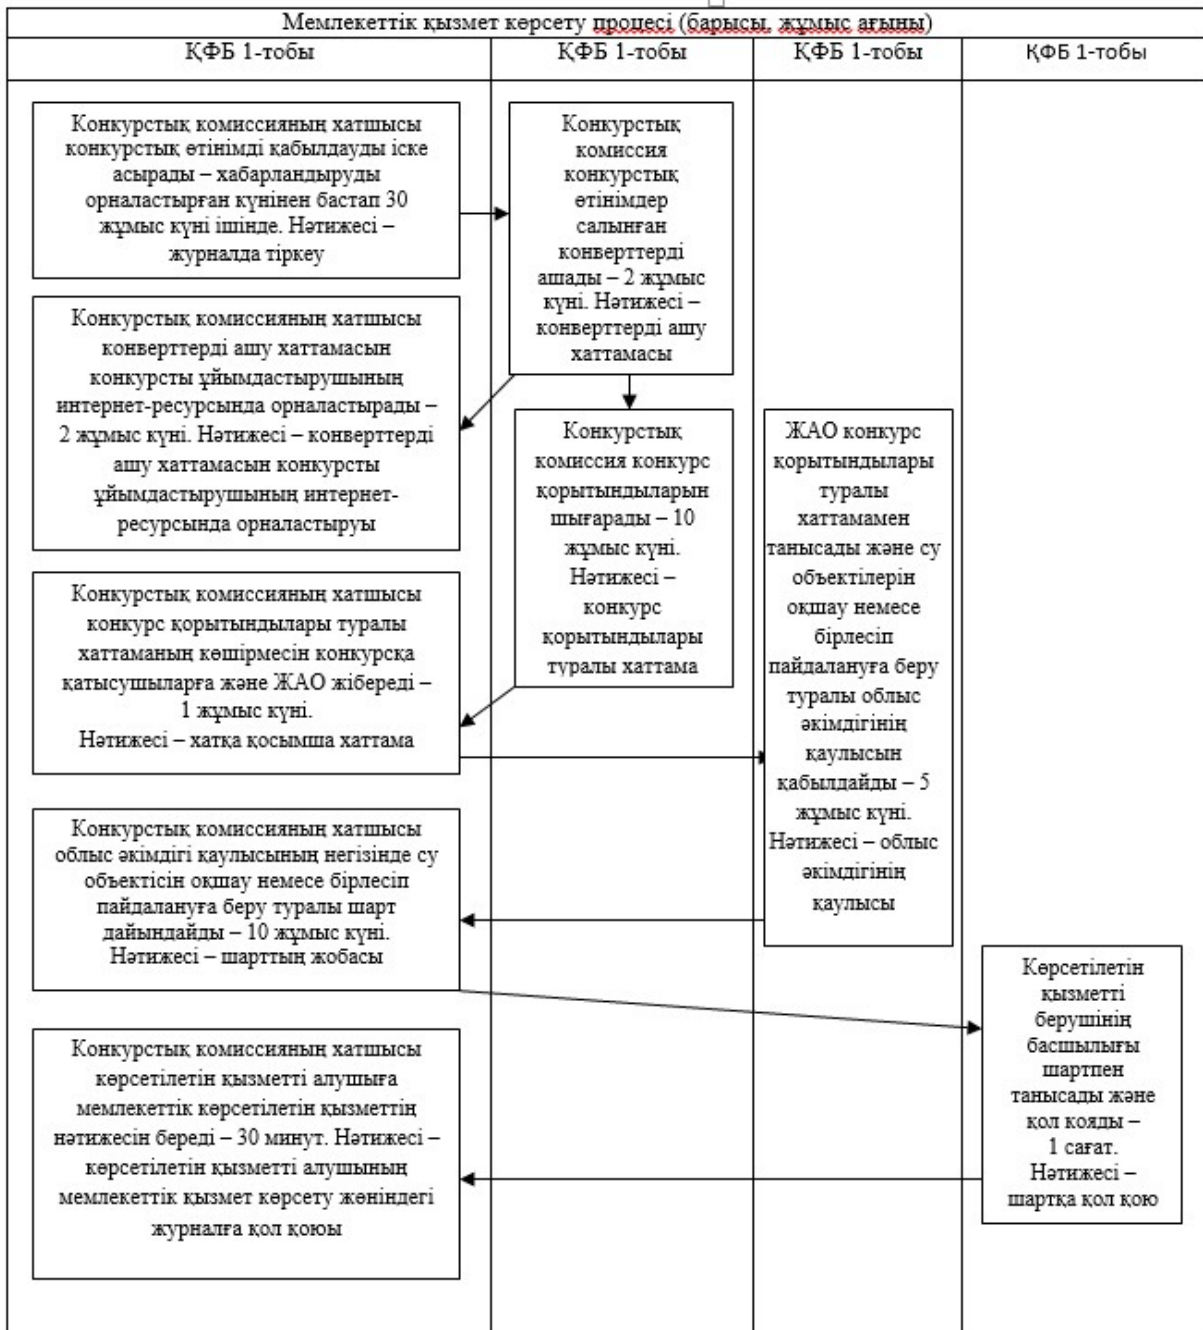 Мемлекеттік қызмет көрсету процесі (барысы, жұмыс ағыны)
ҚФБ 1-тобы
ҚФБ 1-тобы
ҚФБ 1-тобы
ҚФБ 1-тобы
Конкурстық комиссияның хатшысы
конкурстық өтінімді қабылдауды іске
асырады – хабарландыруды
орналастырған күнінен бастап 30
жұмыс күні ішінде. Нәтижесі –
журналда тіркеу
Конкурстық
комиссия
конкурстық
өтінімдер
салынған
конверттерді
ашады – 2 жұмыс
күні. Нәтижесі –
конверттерді ашу
хаттамасы
Конкурстық комиссияның хатшысы
конверттерді ашу хаттамасын
конкурсты ұйымдастырушының
интернет-ресурсында орналастырады –
2 жұмыс күні. Нәтижесі – конверттерді
ашу хаттамасын конкурсты
ұйымдастырушының интернет-
ресурсында орналастыруы
Конкурстық
комиссия конкурс
қорытындыларын
шығарады – 10
жұмыс күні.
Нәтижесі –
конкурс
қорытындылары
туралы хаттама
Конкурстық комиссияның хатшысы
конкурс қорытындылары туралы
хаттаманың көшірмесін конкурсқа
қатысушыларға және ЖАО жібереді –
1 жұмыс күні.
Нәтижесі – хатқа қосымша хаттама
ЖАО конкурс
қорытындылары
туралы
хаттамамен
танысады және су
объектілерін
оқшау немесе
бірлесіп
пайдалануға беру
туралы облыс
әкімдігінің
қаулысын
қабылдайды – 5
жұмыс күні.
Нәтижесі – облыс
әкімдігінің
қаулысы
Конкурстық комиссияның хатшысы
облыс әкімдігі қаулысының негізінде су
объектісін оқшау немесе бірлесіп
пайдалануға беру туралы шарт
дайындайды – 10 жұмыс күні.
Нәтижесі – шарттың жобасы
Көрсетілетін
қызметті
берушінің
басшылығы
шартпен
танысады және
қол кояды –
1 сағат.
Нәтижесі –
шартқа қол қою
Конкурстық комиссияның хатшысы
көрсетілетін қызметті алушыға
мемлекеттік көрсетілетін қызметтің
нәтижесін береді – 30 минут. Нәтижесі –
көрсетілетін қызметті алушының
мемлекеттік қызмет көрсету жөніндегі
журналға қол қоюы